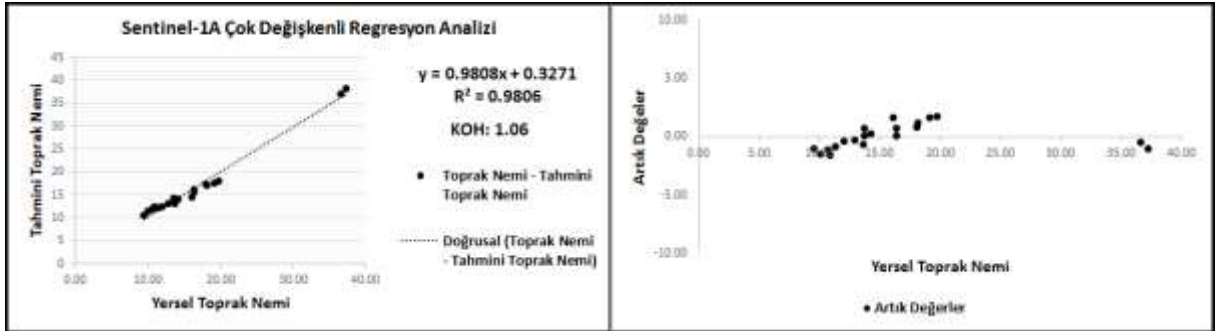 Sentinel-1A Çok Değişkenli Regresyon Analizi
Tahmini Toprak Nemi
45
40
35
30
25
20
15
10
5
0
0.00
10.00
20.00
30.00
40.00
Yersel Toprak Nemi
y = 0.9808x + 0.3271
R² = 0.9806
KOH: 1.06
Toprak Nemi - Tahmini
Toprak Nemi
Doğrusal (Toprak Nemi
- Tahmini Toprak Nemi)
Artık Değeler
10.00
5.00
0.00
-5.00
-10.00
0.00
5.00
10.00
15.00
20.00
25.00
30.00
35.00
40.00
Yersel Toprak Nemi
Artık Değerler